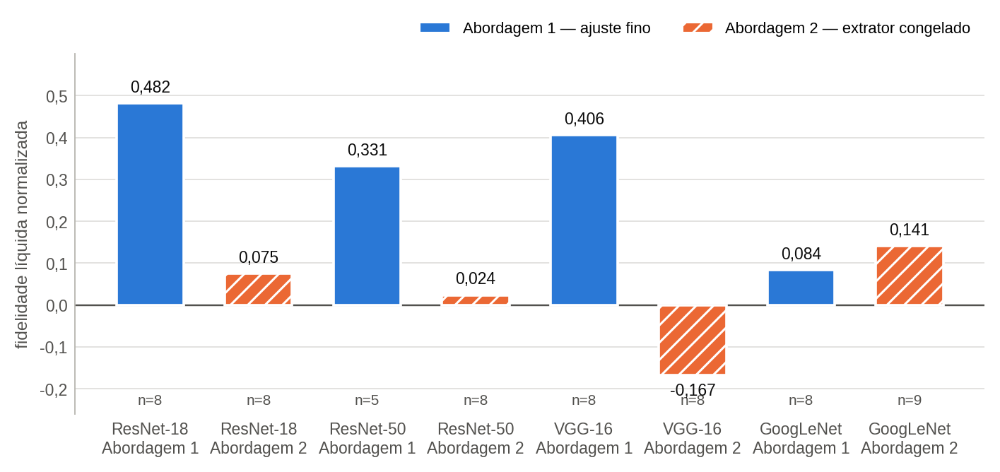 Abordagem 1 — ajuste fino
Abordagem 2 — extrator congelado
fidelidade líquida normalizada
0,5
0,4
0,3
0,2
0,1
0,0
-0,1
-0,2
0,482
0,075
0,331
0,024
0,406
-0,167
0,084
0,141
n=8
n=8
n=5
n=8
n=8
n=8
n=8
n=9
ResNet-18
Abordagem 1
ResNet-18
Abordagem 2
ResNet-50
Abordagem 1
ResNet-50
Abordagem 2
VGG-16
Abordagem 1
VGG-16
Abordagem 2
GoogLeNet
Abordagem 1
GoogLeNet
Abordagem 2